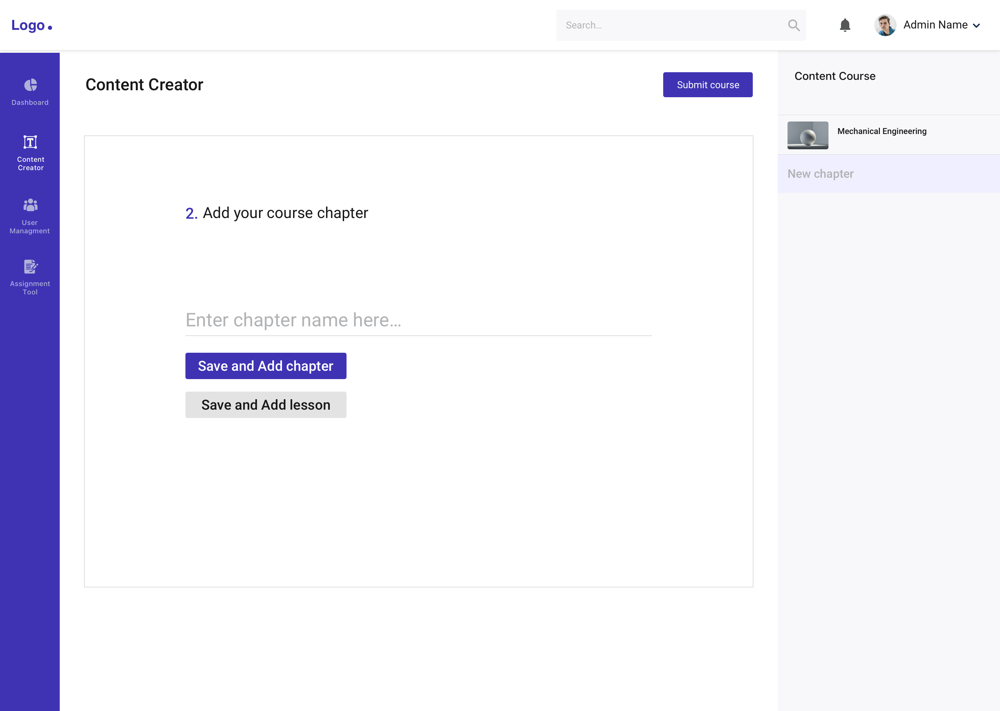 Logo.
Search...
Admin Name
Dashboard
Content
Creator
User
Managment
Assignment
Tool
Content Creator
Submit course
2. Add your course chapter
Enter chapter name here...
Save and Add chapter
Save and Add lesson
Content Course
Mechanical Engineering
New chapter